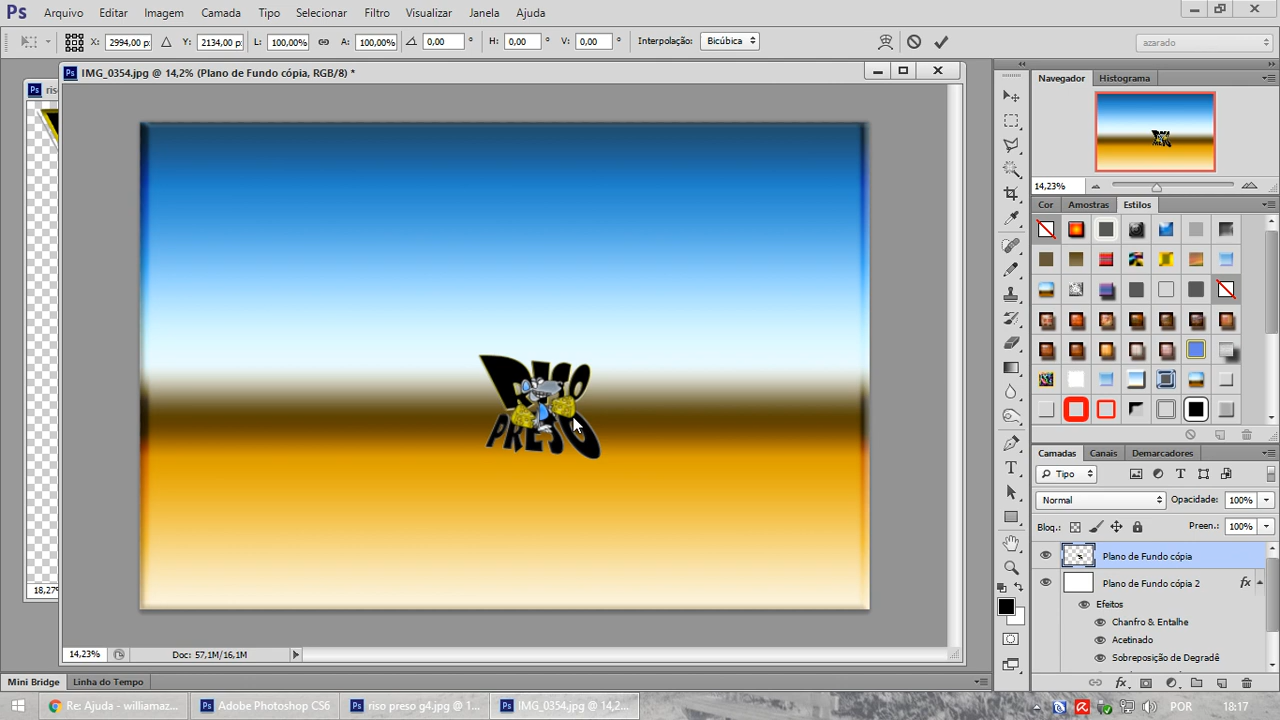 Ps Arquivo Editar Imagem Camada Tipo Selecionar Filtro Visualizar Janela Ajuda
X: 2994,00 px Y: 2134,00 px L: 100,00% A: 100,00% 0,00 ° H: 0,00 ° V: 0,00 ° Interpolação: Bicúbica azarado
Ps IMG_0354.jpg @ 14,2% (Plano de Fundo cópia, RGB/8) *
Navegador Histograma
14,23%
Cor Amostras Estilos
RISO
PRESO
Camadas Canais Demarcadores
Tipo
Normal Opacidade: 100%
Bloq.: Preen.: 100%
Plano de Fundo cópia
Plano de Fundo cópia 2 fx
Efeitos
Chanfro & Entalhe
Acetinado
Sobreposição de Degradê
18,27%
14,23% Doc: 57,1M/16,1M
Mini Bridge Linha do Tempo
Re: Ajuda - williamaz... Adobe Photoshop CS6 riso preso g4.jpg @ 1... IMG_0354.jpg @ 14,2... POR 18:17